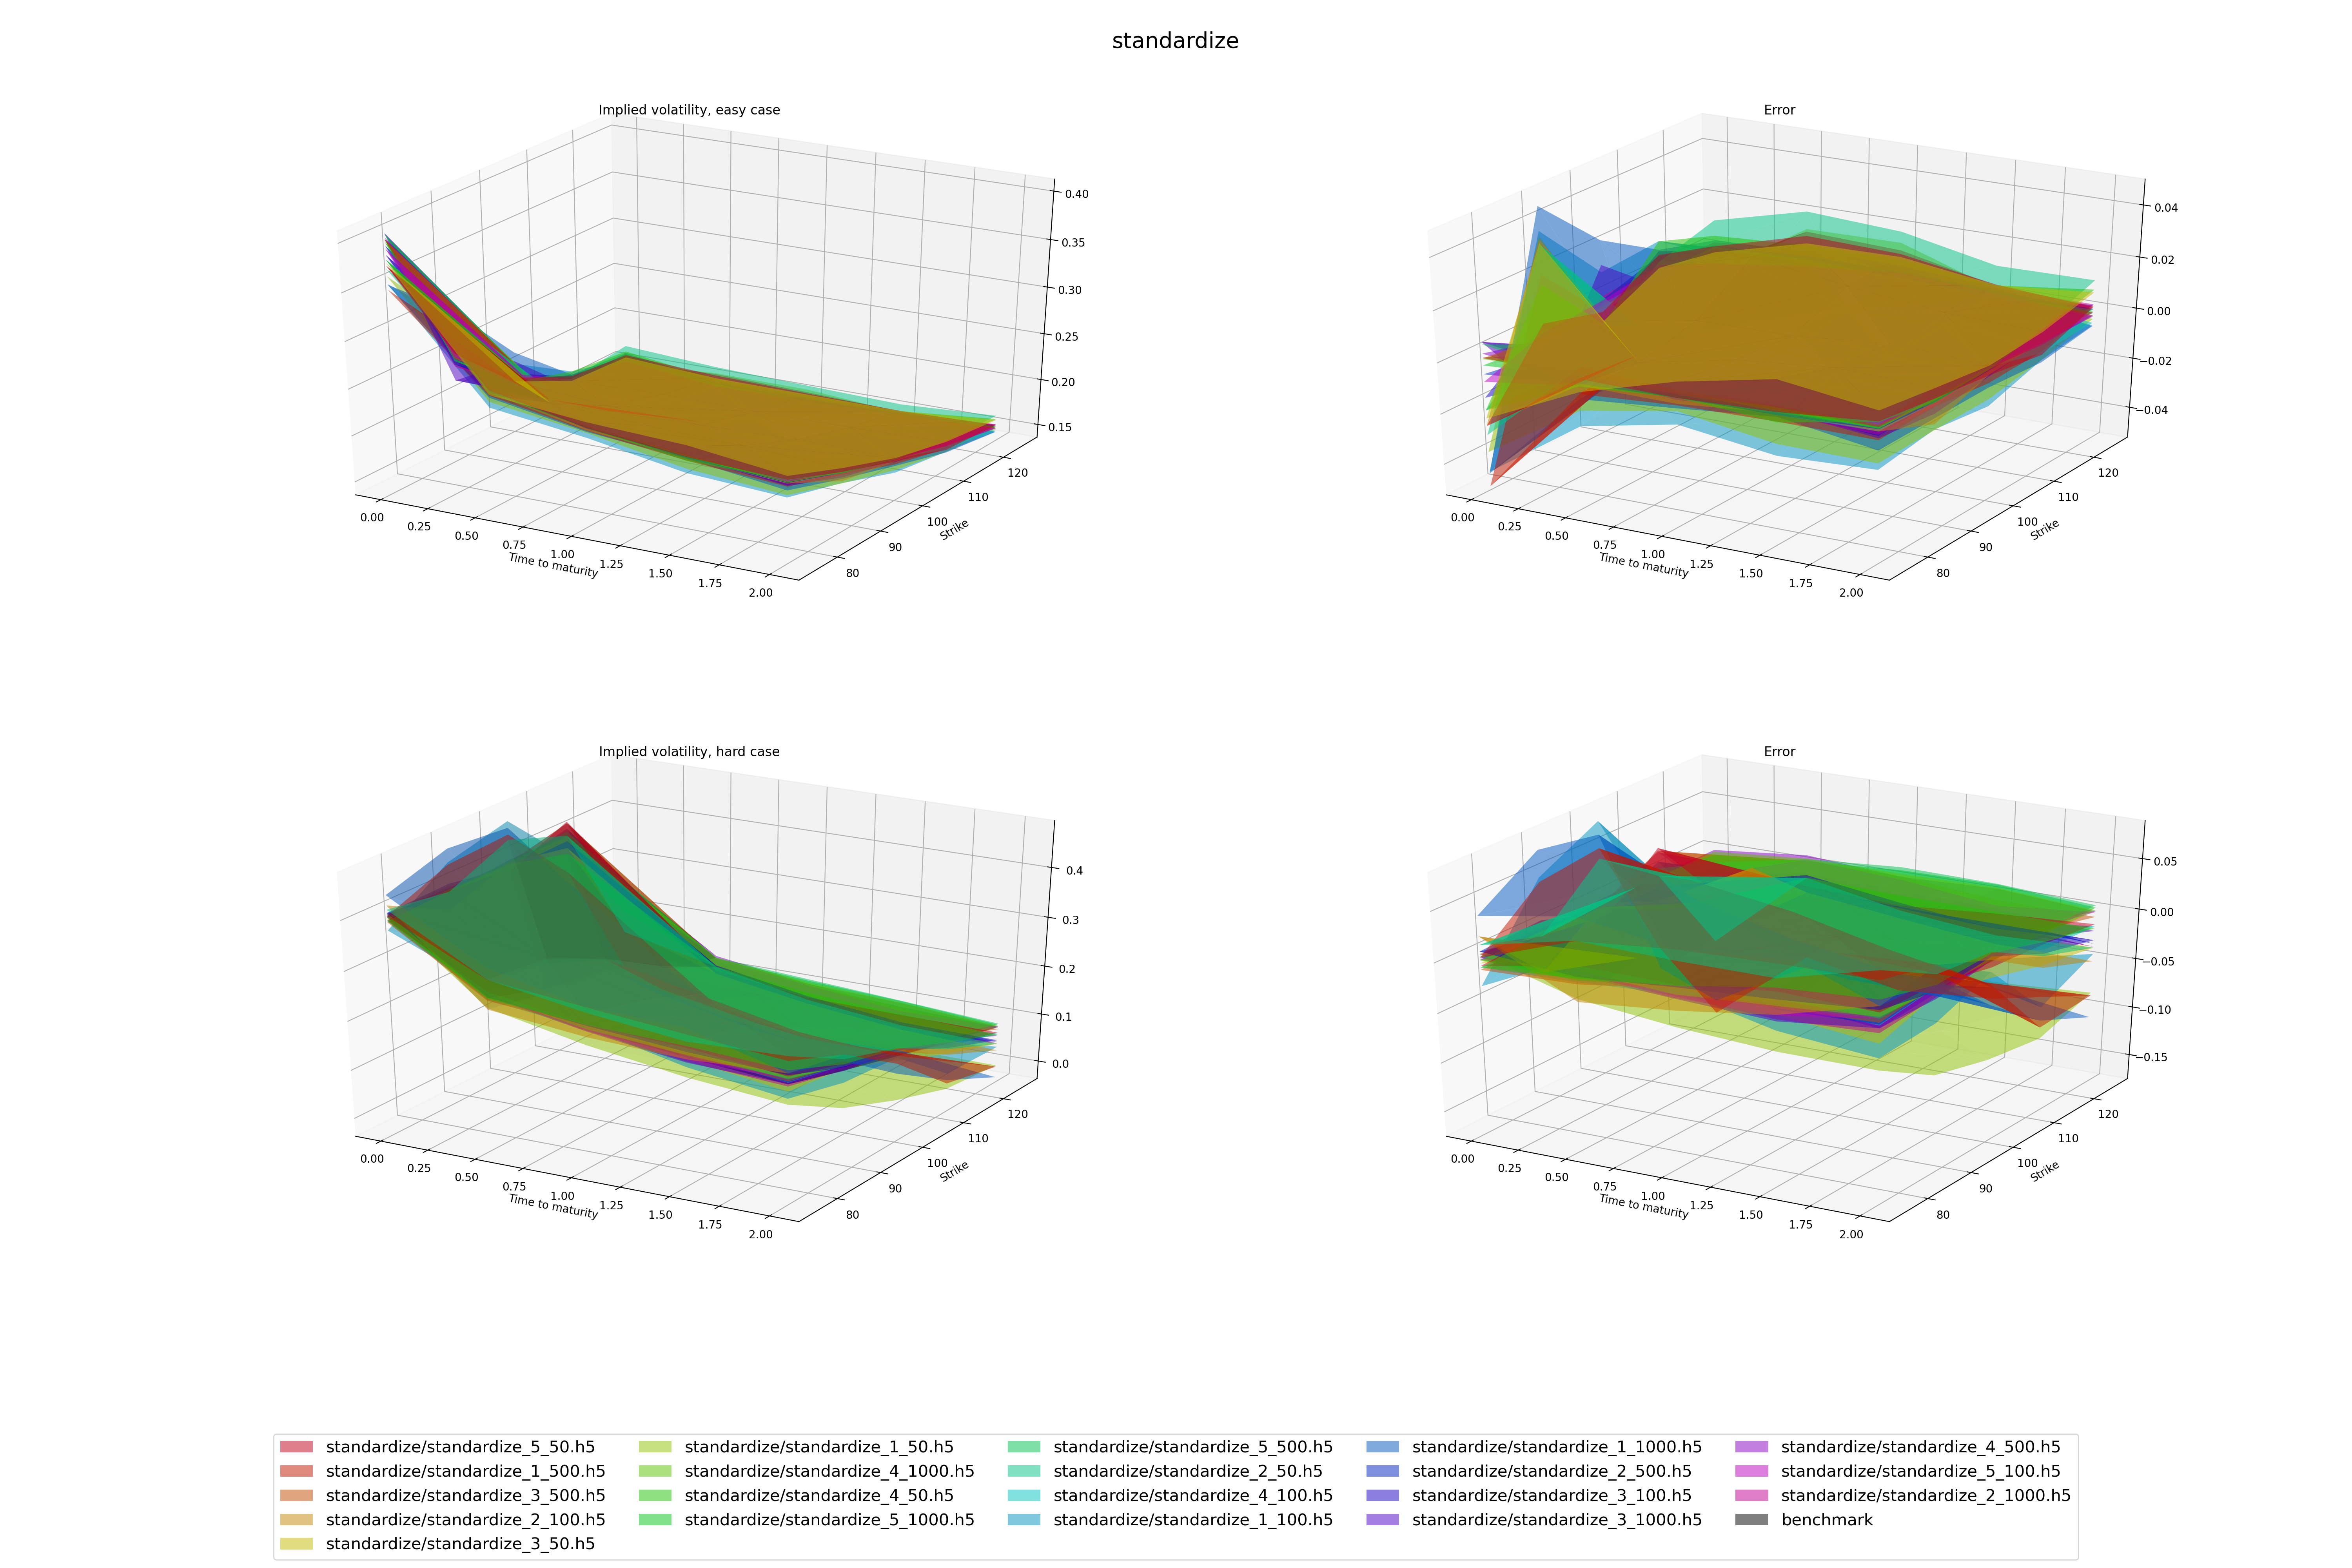 standardize
Implied volatility, easy case
0.40
0.35
0.30
0.25
0.20
0.15
120
110
100
90
80
Strike
0.00
0.25
0.50
0.75
1.00
1.25
1.50
1.75
2.00
Time to maturity
Error
0.04
0.02
0.00
−0.02
−0.04
120
110
100
90
80
Strike
0.00
0.25
0.50
0.75
1.00
1.25
1.50
1.75
2.00
Time to maturity
Implied volatility, hard case
0.4
0.3
0.2
0.1
0.0
120
110
100
90
80
Strike
0.00
0.25
0.50
0.75
1.00
1.25
1.50
1.75
2.00
Time to maturity
Error
0.05
0.00
−0.05
−0.10
−0.15
120
110
100
90
80
Strike
0.00
0.25
0.50
0.75
1.00
1.25
1.50
1.75
2.00
Time to maturity
standardize/standardize_5_50.h5
standardize/standardize_1_500.h5
standardize/standardize_3_500.h5
standardize/standardize_2_100.h5
standardize/standardize_3_50.h5
standardize/standardize_1_50.h5
standardize/standardize_4_1000.h5
standardize/standardize_4_50.h5
standardize/standardize_5_1000.h5
standardize/standardize_5_500.h5
standardize/standardize_2_50.h5
standardize/standardize_4_100.h5
standardize/standardize_1_100.h5
standardize/standardize_1_1000.h5
standardize/standardize_2_500.h5
standardize/standardize_3_100.h5
standardize/standardize_3_1000.h5
standardize/standardize_4_500.h5
standardize/standardize_5_100.h5
standardize/standardize_2_1000.h5
benchmark